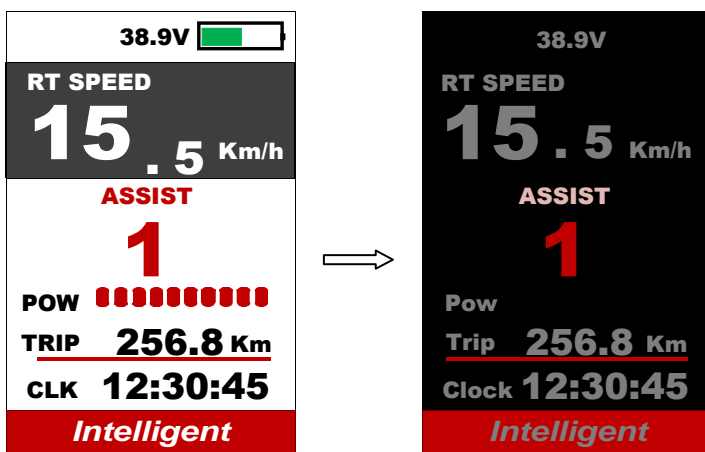 38.9V
RT SPEED
15.5 Km/h
ASSIST
1
POW
TRIP 256.8 Km
CLK 12:30:45
Intelligent
38.9V
RT SPEED
15.5 Km/h
ASSIST
1
Pow
Trip 256.8 Km
Clock 12:30:45
Intelligent